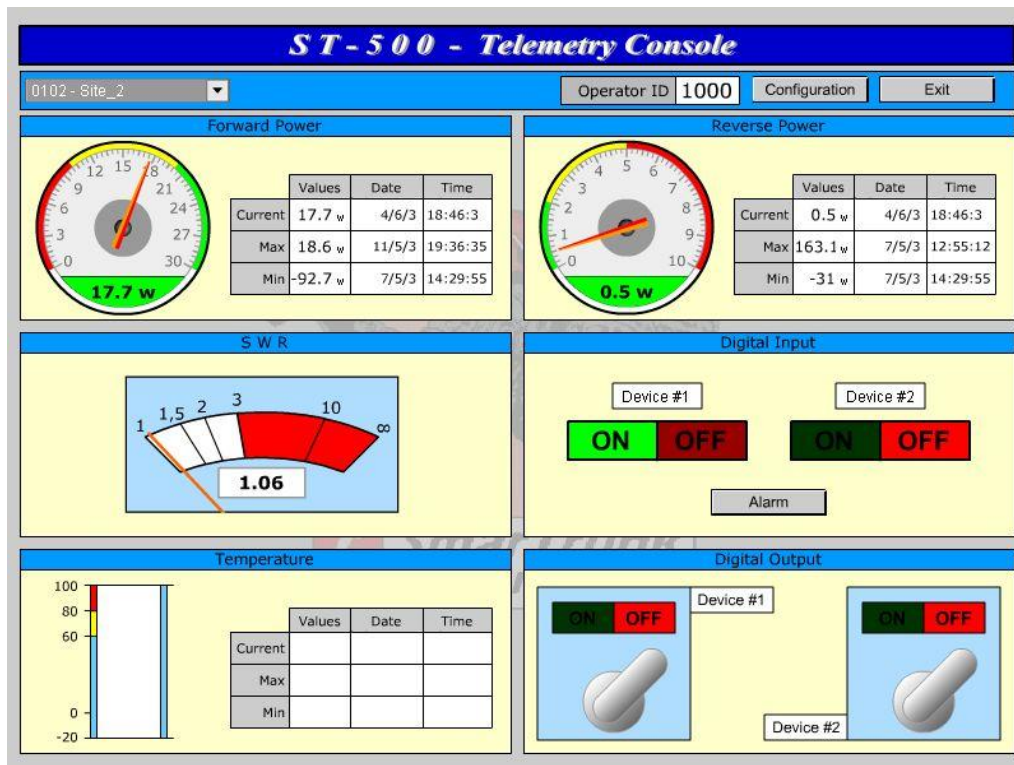 ST-500 - Telemetry Console
0102 - Site_2
Operator ID 1000 Configuration Exit
Forward Power
0 3 6 9 12 15 18 21 24 27 30
17.7 w
Values Date Time
Current 17.7 w 4/6/3 18:46:3
Max 18.6 w 11/5/3 19:36:35
Min -92.7 w 7/5/3 14:29:55
Reverse Power
0 1 2 3 4 5 6 7 8 9 10
0.5 w
Values Date Time
Current 0.5 w 4/6/3 18:46:3
Max 163.1 w 7/5/3 12:55:12
Min -31 w 7/5/3 14:29:55
S W R
1 1,5 2 3 10 ∞
1.06
Digital Input
Device #1 Device #2
ON OFF ON OFF
Alarm
SmarTrunk
Temperature
100
80
60
0
-20
Values Date Time
Current
Max
Min
Digital Output
Device #1
ON OFF ON OFF
Device #2